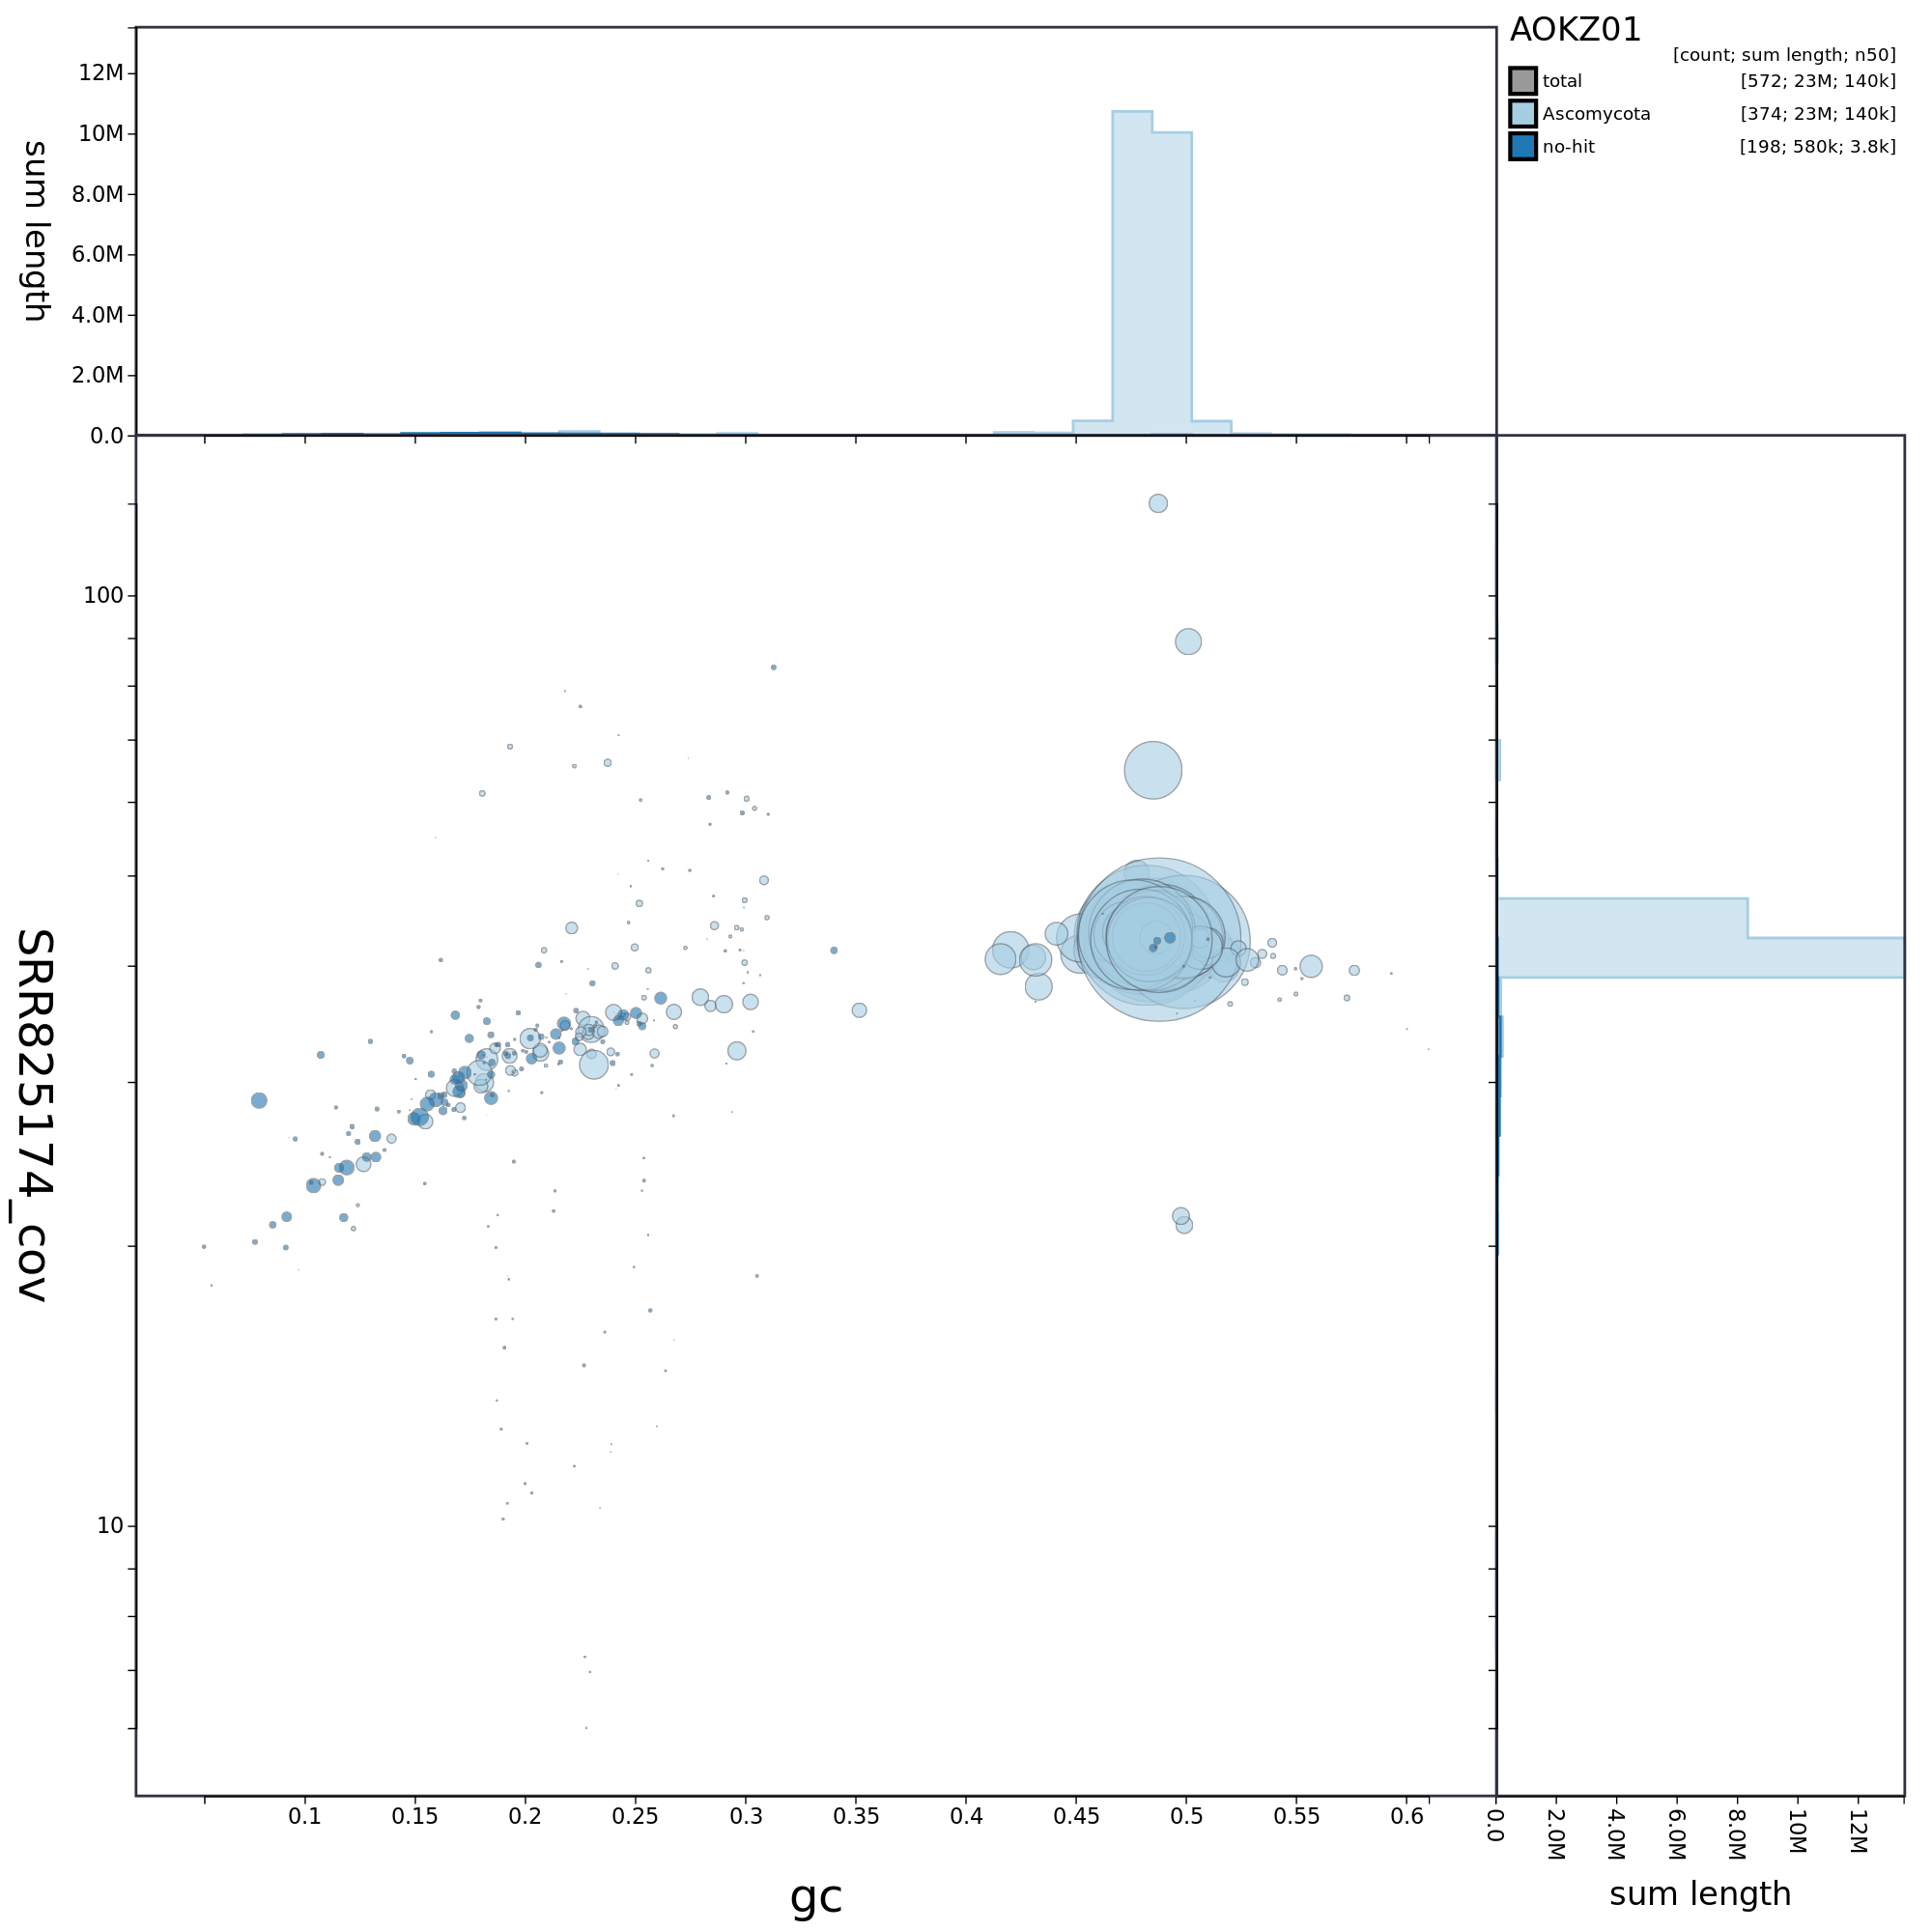 AOKZ01
[count; sum length; n50]
total [572; 23M; 140k]
Ascomycota [374; 23M; 140k]
no-hit [198; 580k; 3.8k]
sum length
12M
10M
8.0M
6.0M
4.0M
2.0M
0.0
SRR825174_cov
100
10
0.1 0.15 0.2 0.25 0.3 0.35 0.4 0.45 0.5 0.55 0.6
gc
0.0 2.0M 4.0M 6.0M 8.0M 10M 12M
sum length